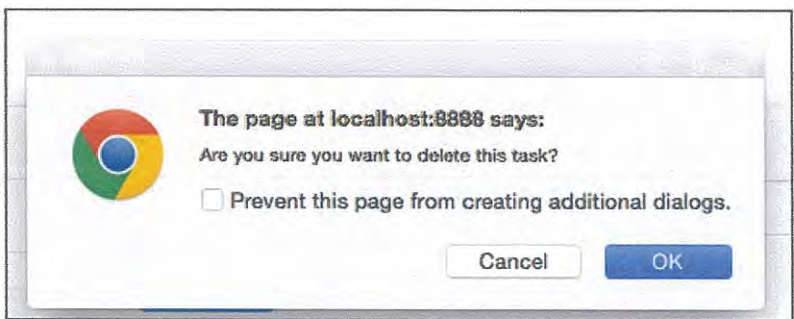 The page at localhost:8888 says:
Are you sure you want to delete this task?
Prevent this page from creating additional dialogs.
Cancel
OK